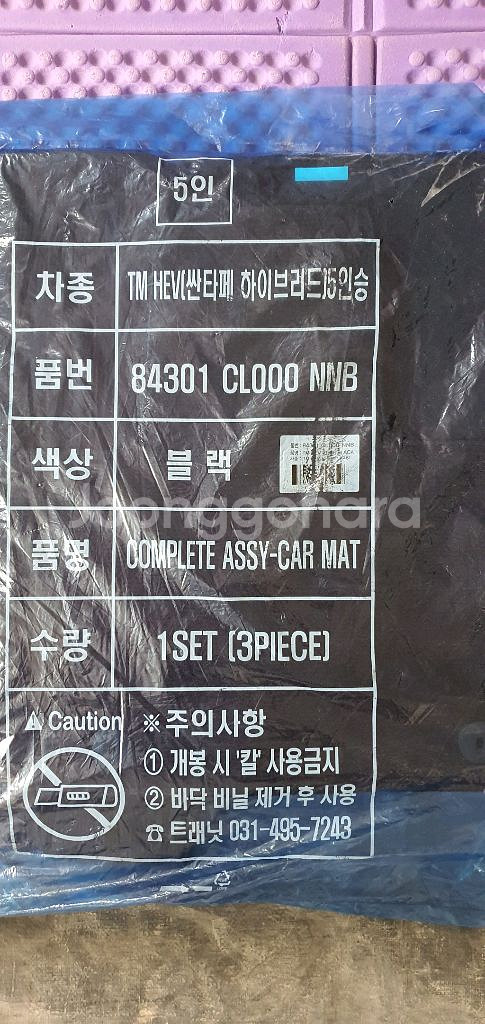 5인
차종 TM HEV(싼타페 하이브리드)5인승
품번 84301 CL000 NNB
색상 블랙
Joonggonara
품명 COMPLETE ASSY-CAR MAT
수량 1SET (3PIECE)
Caution ※주의사항
① 개봉 시 '칼' 사용금지
② 바닥 비닐 제거 후 사용
☎ 트래닛 031-495-7243